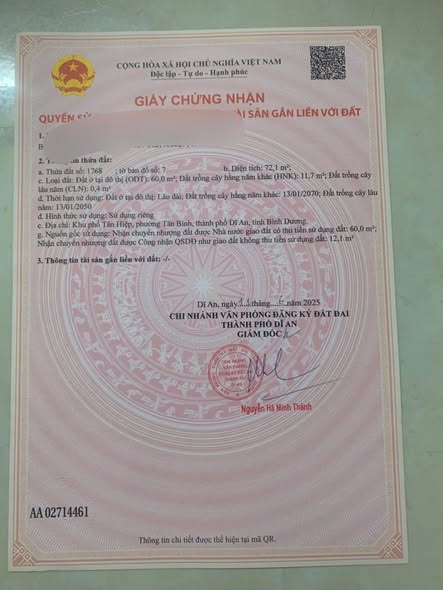 CỘNG HÒA XÃ HỘI CHỦ NGHĨA VIỆT NAM
Độc lập - Tự do - Hạnh phúc
GIẤY CHỨNG NHẬN
QUYỀN SỬ TÀI SẢN GẮN LIỀN VỚI ĐẤT
1.
2. Thông tin thửa đất:
a. Thửa đất số: 1768 ; tờ bản đồ số: 7 b. Diện tích: 72,1 m²;
c. Loại đất: Đất ở tại đô thị (ODT): 60,0 m²; Đất trồng cây hằng năm khác (HNK): 11,7 m²; Đất trồng cây
lâu năm (CLN): 0,4 m²
d. Thời hạn sử dụng: Đất ở tại đô thị: Lâu dài; Đất trồng cây hằng năm khác: 13/01/2070; Đất trồng cây lâu
năm: 13/01/2050
đ. Hình thức sử dụng: Sử dụng riêng
e. Địa chỉ: Khu phố Tân Hiệp, phường Tân Bình, thành phố Dĩ An, tỉnh Bình Dương.
g. Nguồn gốc sử dụng: Nhận chuyển nhượng đất được Nhà nước giao đất có thu tiền sử dụng đất: 60,0 m²;
Nhận chuyển nhượng đất được Công nhận QSDĐ như giao đất không thu tiền sử dụng đất: 12,1 m²
3. Thông tin tài sản gắn liền với đất: -/-
Dĩ An, ngày tháng năm 2025
CHI NHÁNH VĂN PHÒNG ĐĂNG KÝ ĐẤT ĐAI
THÀNH PHỐ DĨ AN
GIÁM ĐỐC
Nguyễn Hà Minh Thành
AA 02714461
Thông tin chi tiết được thể hiện tại mã QR.